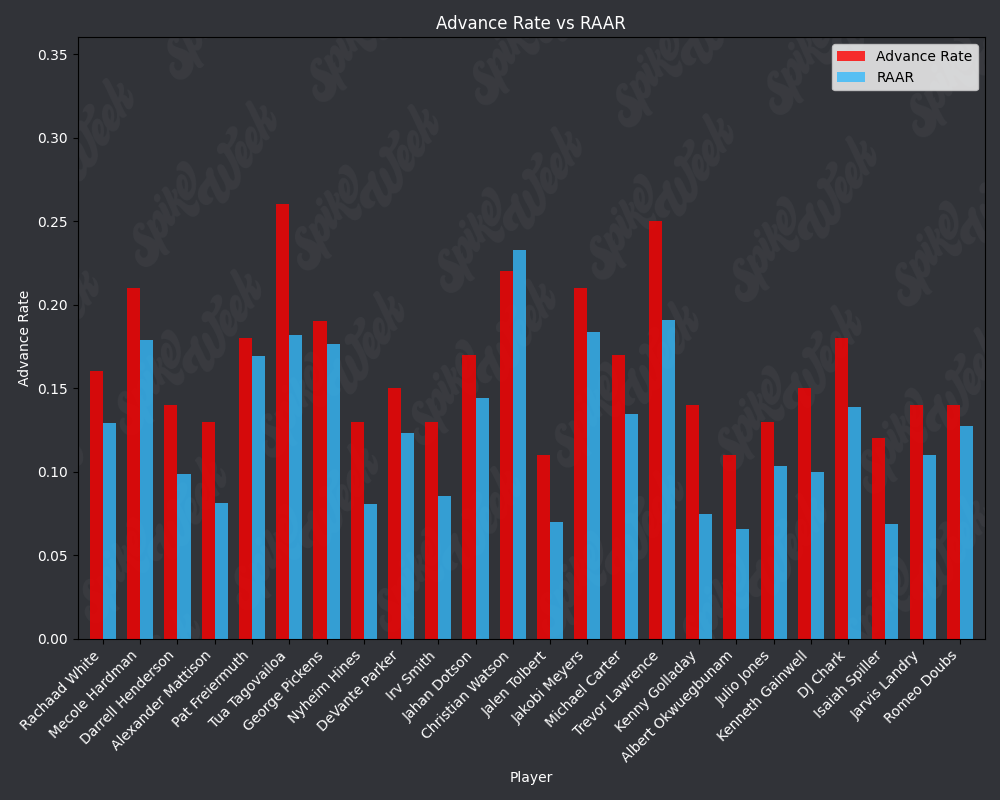 Advance Rate vs RAAR
Advance Rate
RAAR
0.35
0.30
0.25
0.20
0.15
0.10
0.05
0.00
Advance Rate
Rachaad White
Mecole Hardman
Darrell Henderson
Alexander Mattison
Pat Freiermuth
Tua Tagovailoa
George Pickens
Nyheim Hines
Devante Parker
Irv Smith
Jahan Dotson
Christian Watson
Jalen Tolbert
Jakobi Meyers
Michael Carter
Trevor Lawrence
Kenny Golladay
Albert Okwuegbunam
Julio Jones
Kenneth Gainwell
DJ Chark
Isaiah Spiller
Jarvis Landry
Romeo Doubs
Player
Spike Week